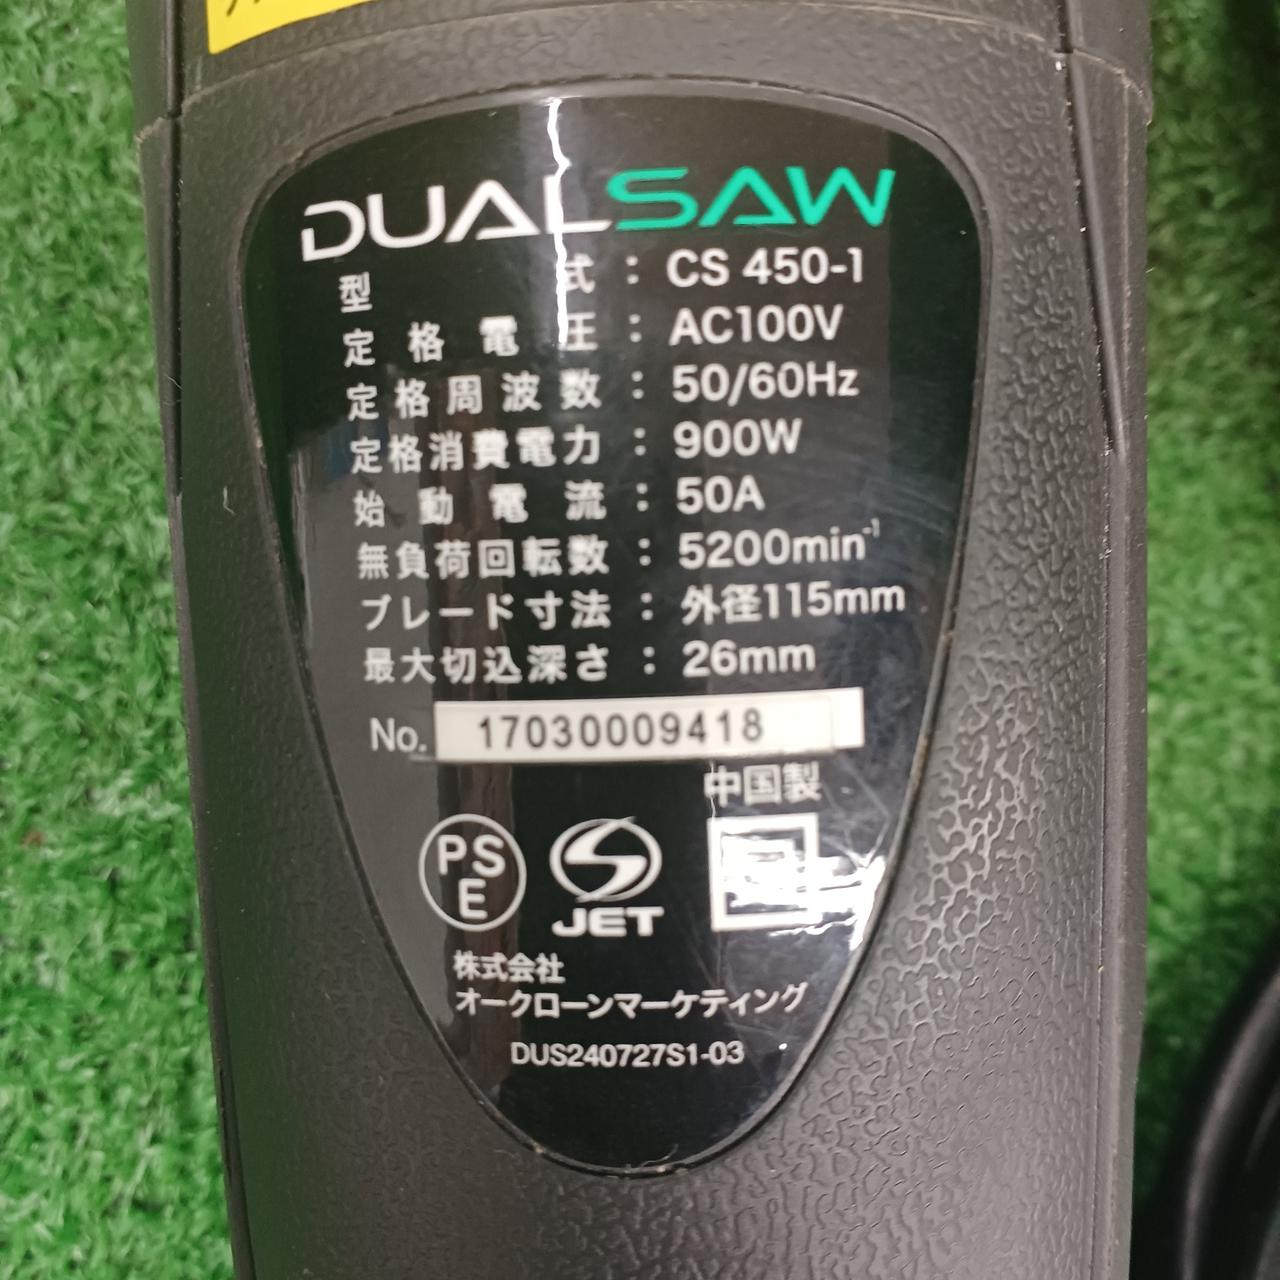 DUALSAW
型式：CS 450-1
定格電圧：AC100V
定格周波数：50/60Hz
定格消費電力：900W
始動電流：50A
無負荷回転数：5200min-1
ブレード寸法：外径115mm
最大切込深さ：26mm
No. 17030009418
中国製
PSE
JET
株式会社
オークローンマーケティング
DUS240727S1-03